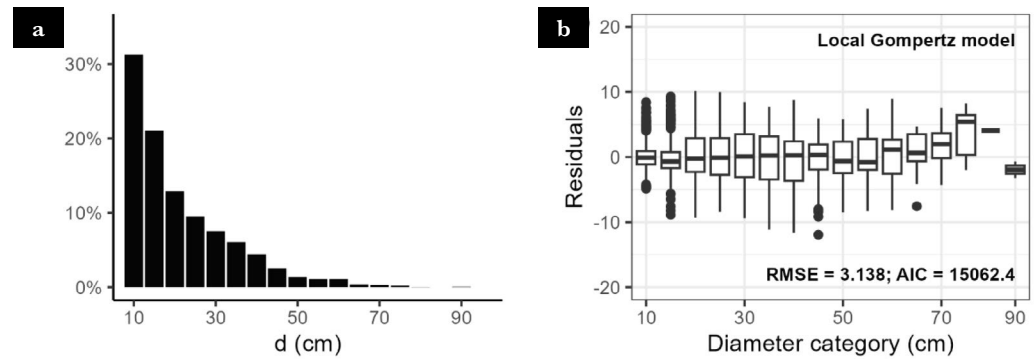 a
30%
20%
10%
0%
10 30 50 70 90
d (cm)
b
20
10
0
-10
-20
Residuals
Local Gompertz model
RMSE = 3.138; AIC = 15062.4
10 30 50 70 90
Diameter category (cm)